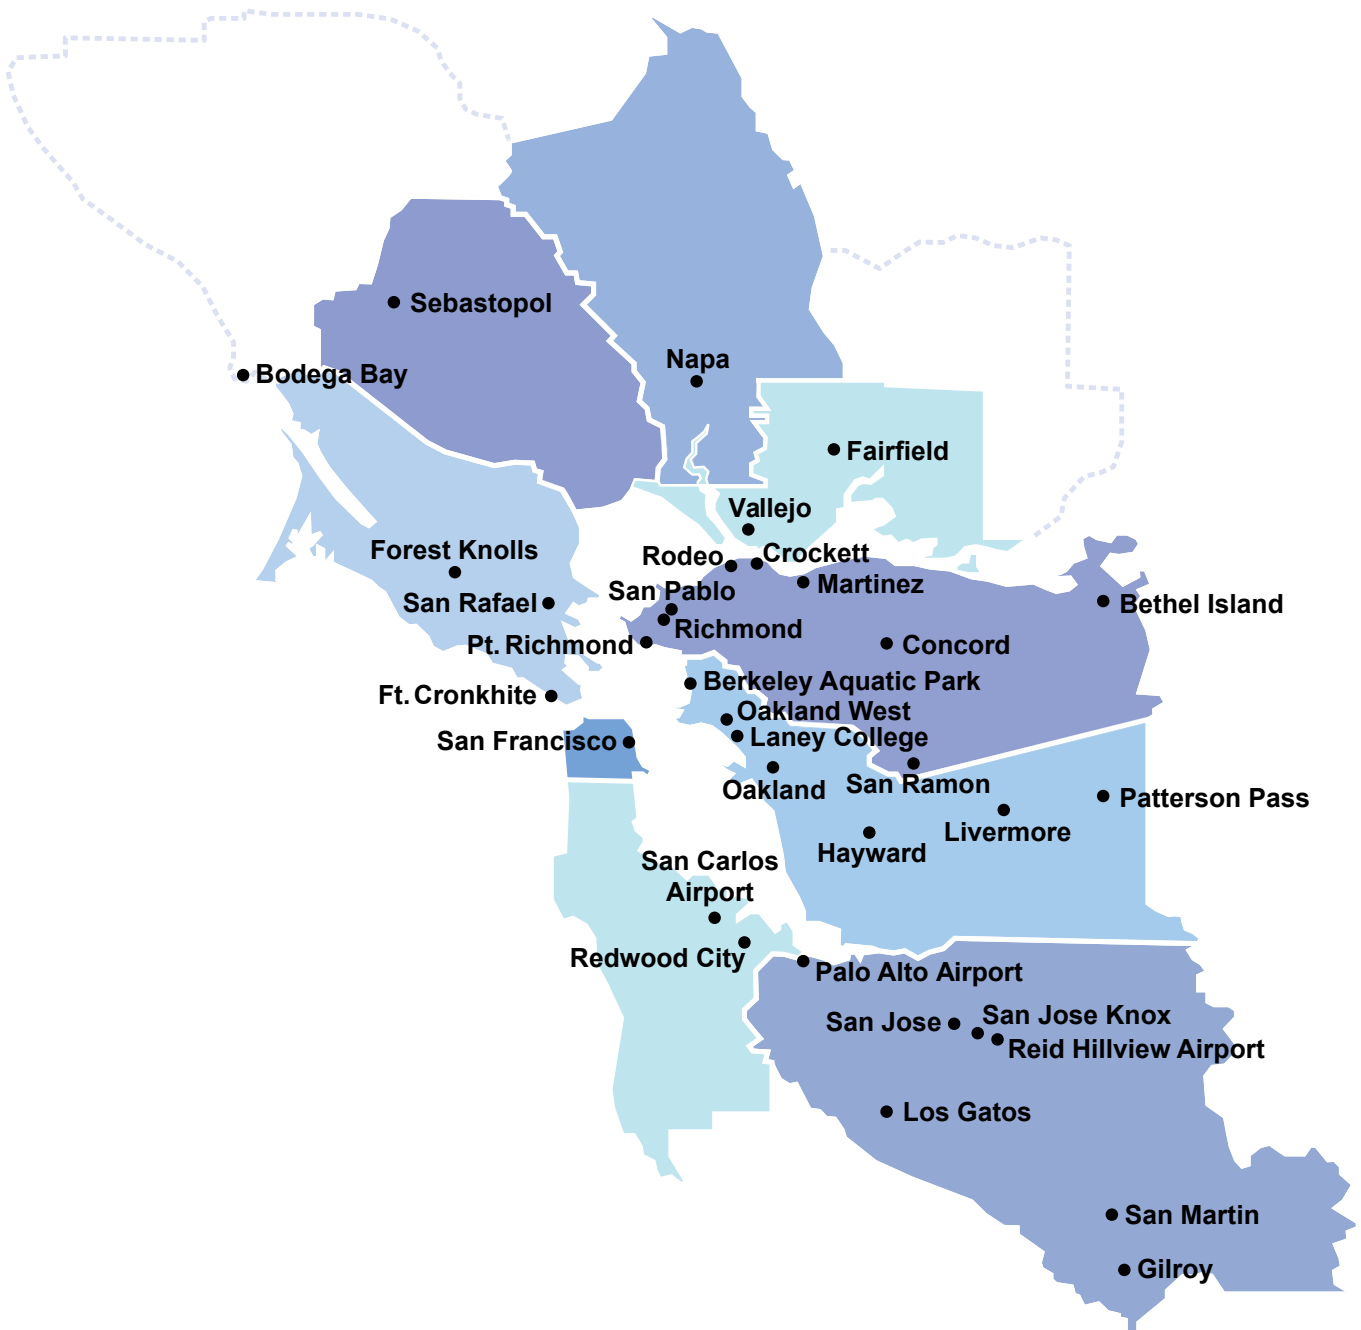 Sebastopol
Napa
Bodega Bay
Fairfield
Vallejo
Forest Knolls
Rodeo
Crockett
Martinez
San Pablo
San Rafael
Bethel Island
Richmond
Pt. Richmond
Concord
Berkeley Aquatic Park
Ft. Cronkhite
Oakland West
San Francisco
Laney College
San Ramon
Oakland
Patterson Pass
Livermore
Hayward
San Carlos
Airport
Redwood City
Palo Alto Airport
San Jose
San Jose Knox
Reid Hillview Airport
Los Gatos
San Martin
Gilroy